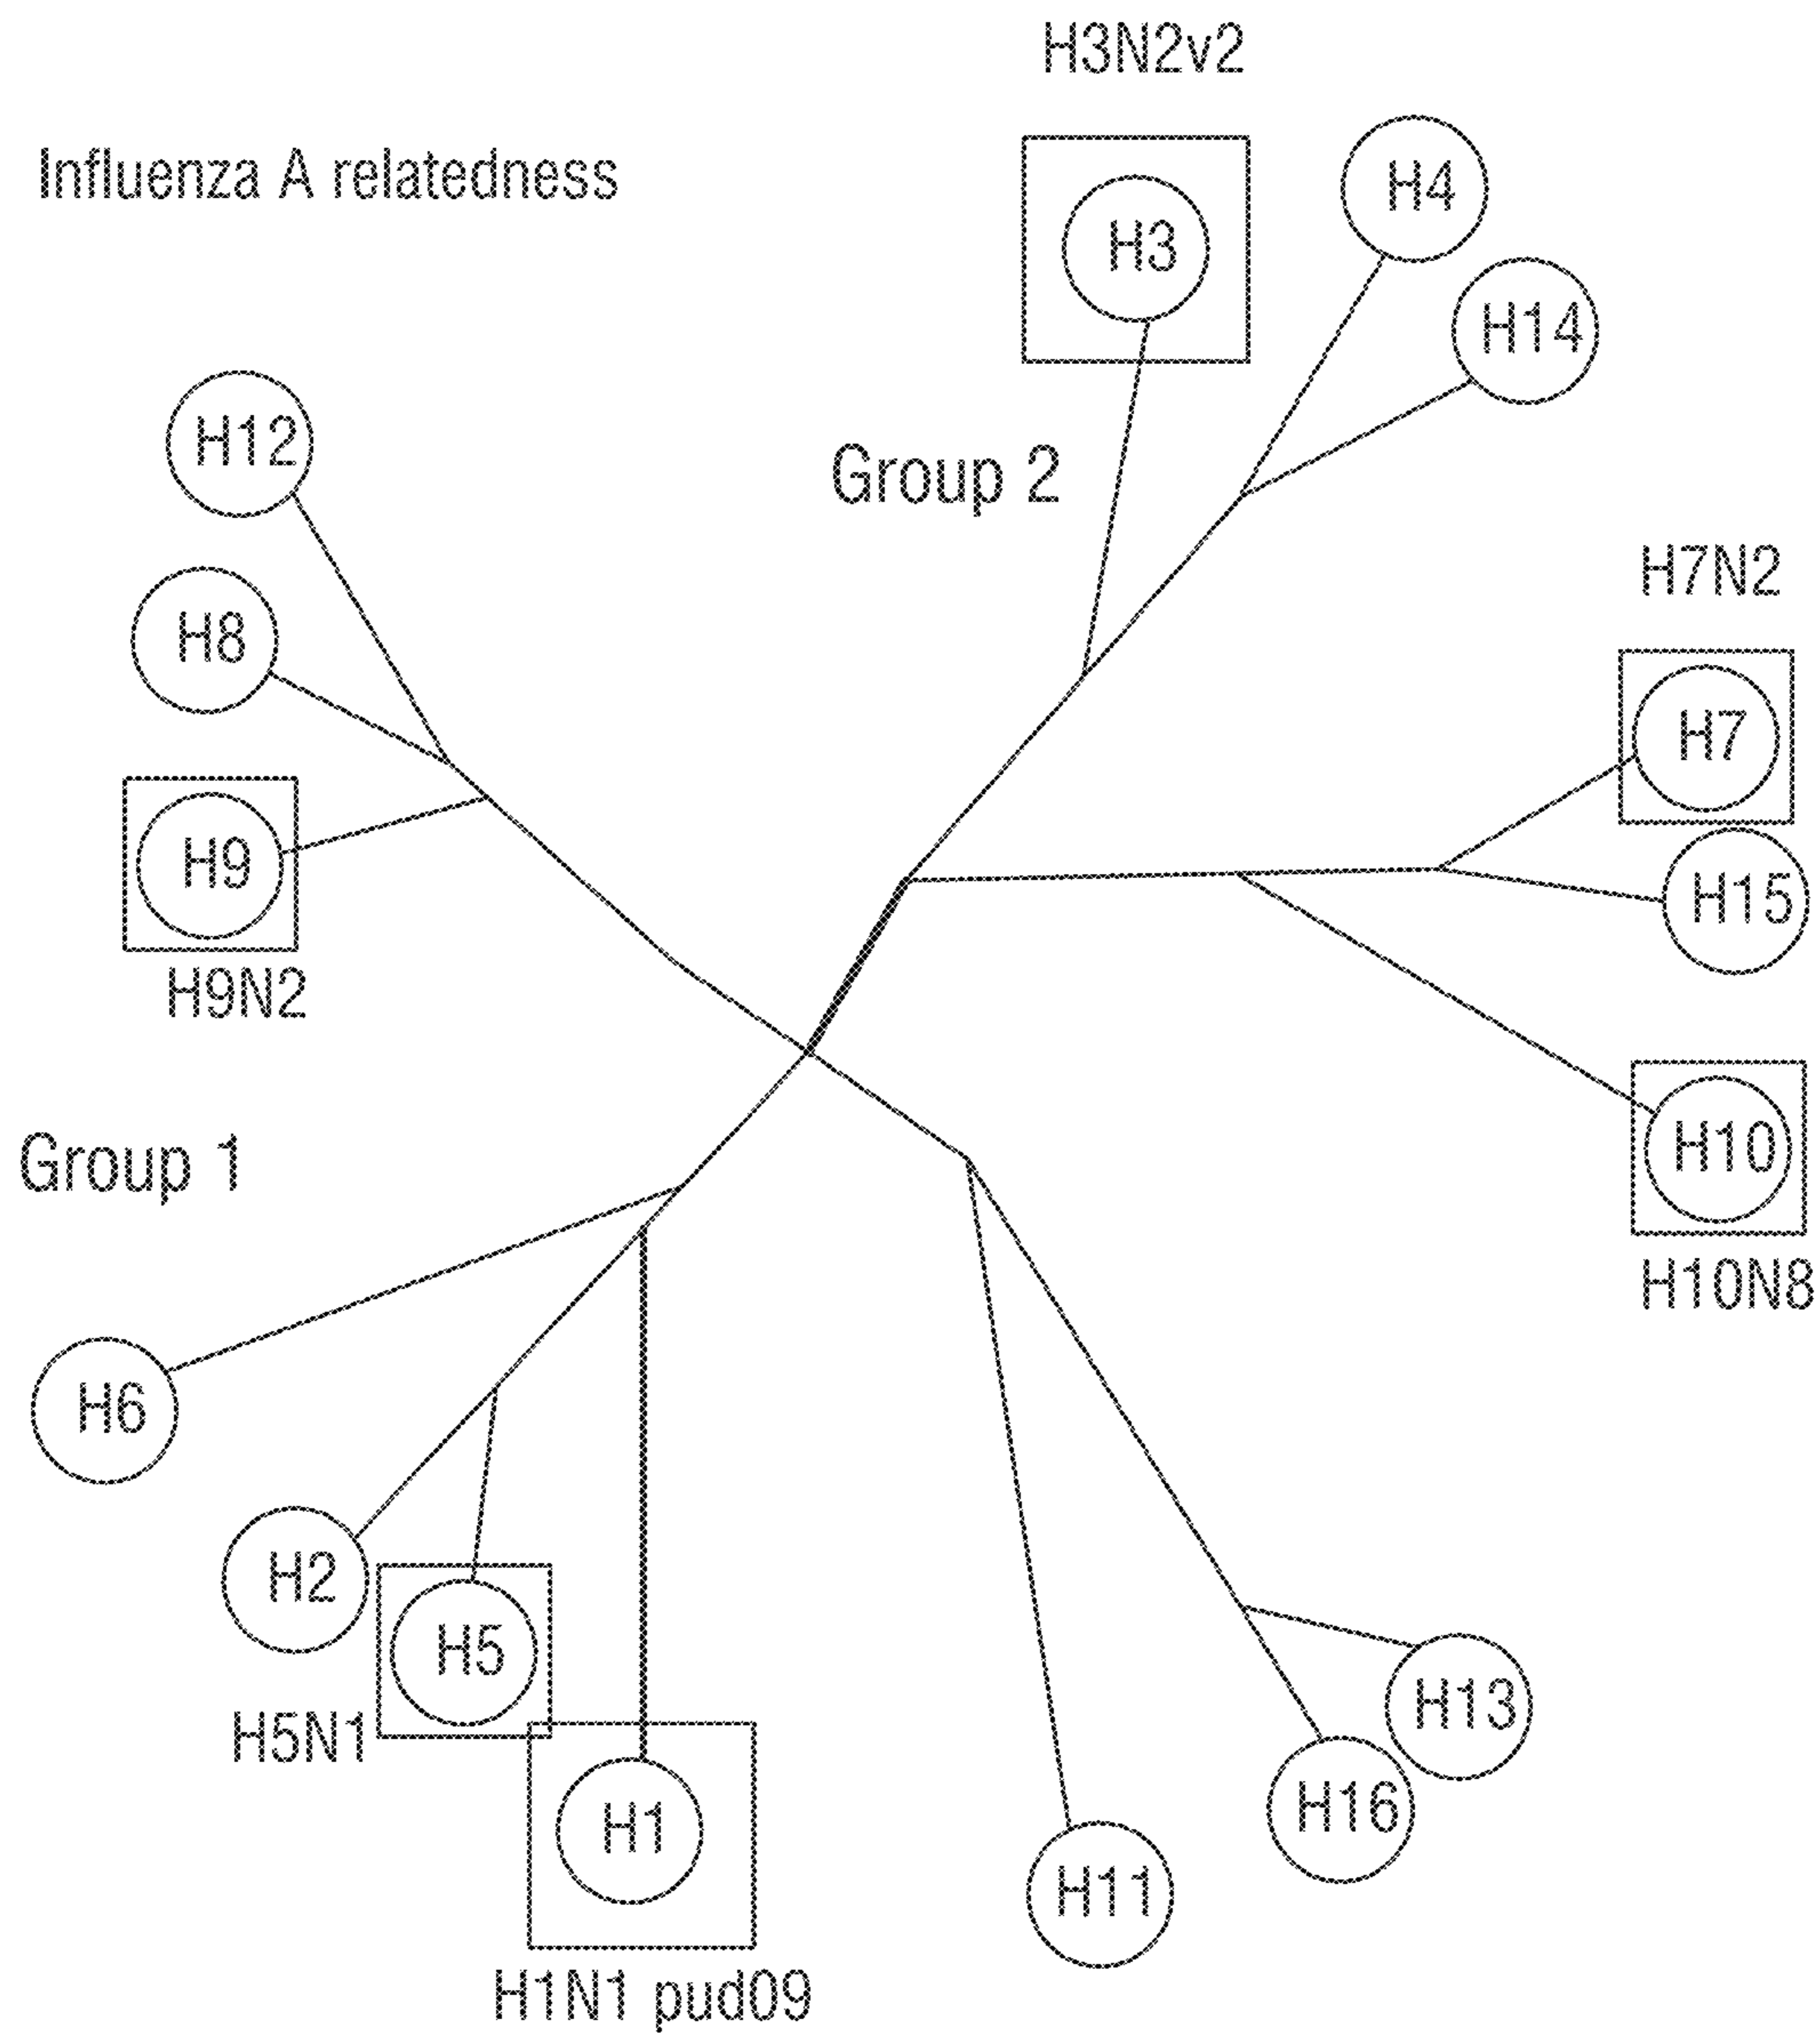 H3N2v2
Influenza A relatedness
H4
H3
H14
H12
Group 2
H7N2
H8
H7
H9
H15
H9N2
H10
Group 1
H10N8
H6
H2
H5
H13
H5N1
H16
H1
H11
H1N1 pud09